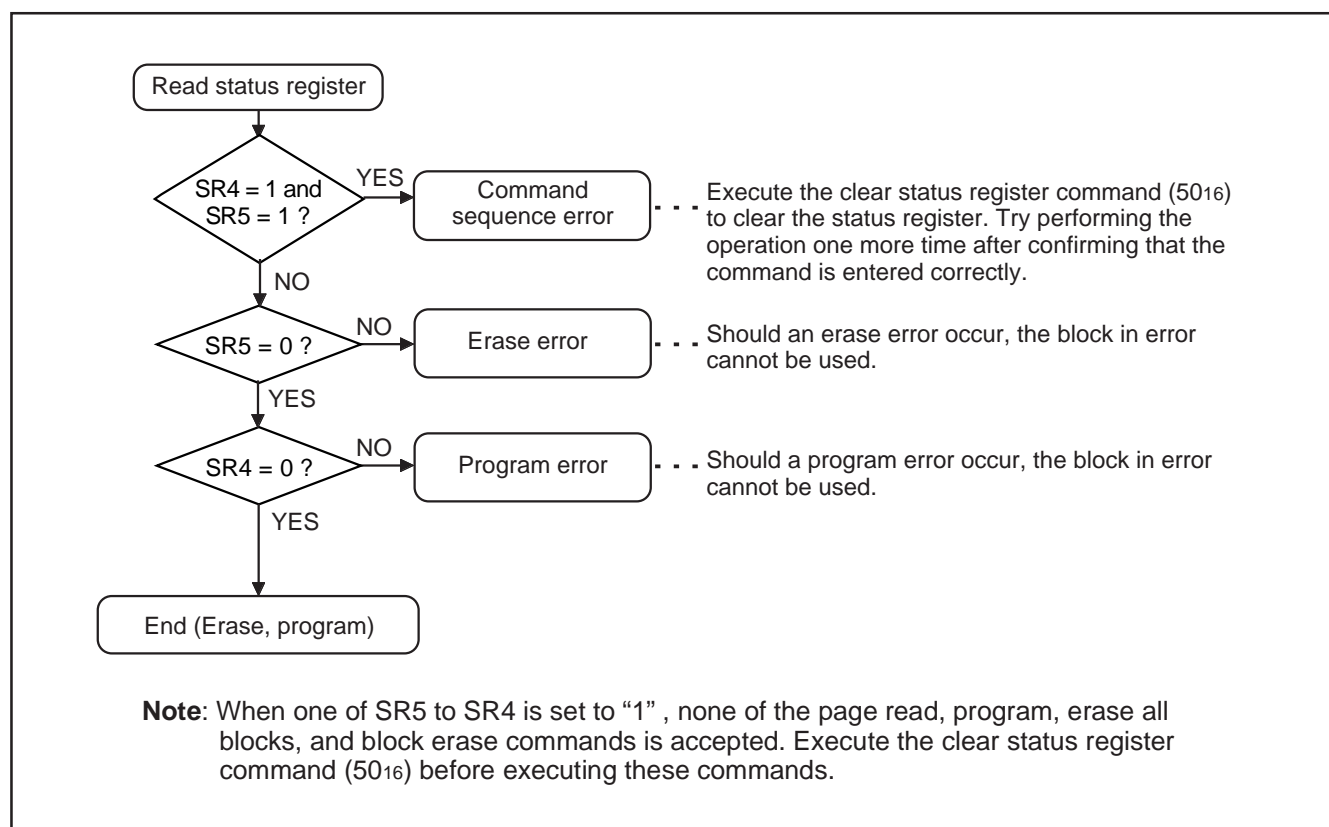 Read status register
SR4 = 1 and
SR5 = 1 ?
YES
Command
sequence error
Execute the clear status register command (5016)
to clear the status register. Try performing the
operation one more time after confirming that the
command is entered correctly.
NO
SR5 = 0 ?
NO
Erase error
Should an erase error occur, the block in error
cannot be used.
YES
SR4 = 0 ?
NO
Program error
Should a program error occur, the block in error
cannot be used.
YES
End (Erase, program)
Note: When one of SR5 to SR4 is set to “1” , none of the page read, program, erase all
blocks, and block erase commands is accepted. Execute the clear status register
command (5016) before executing these commands.